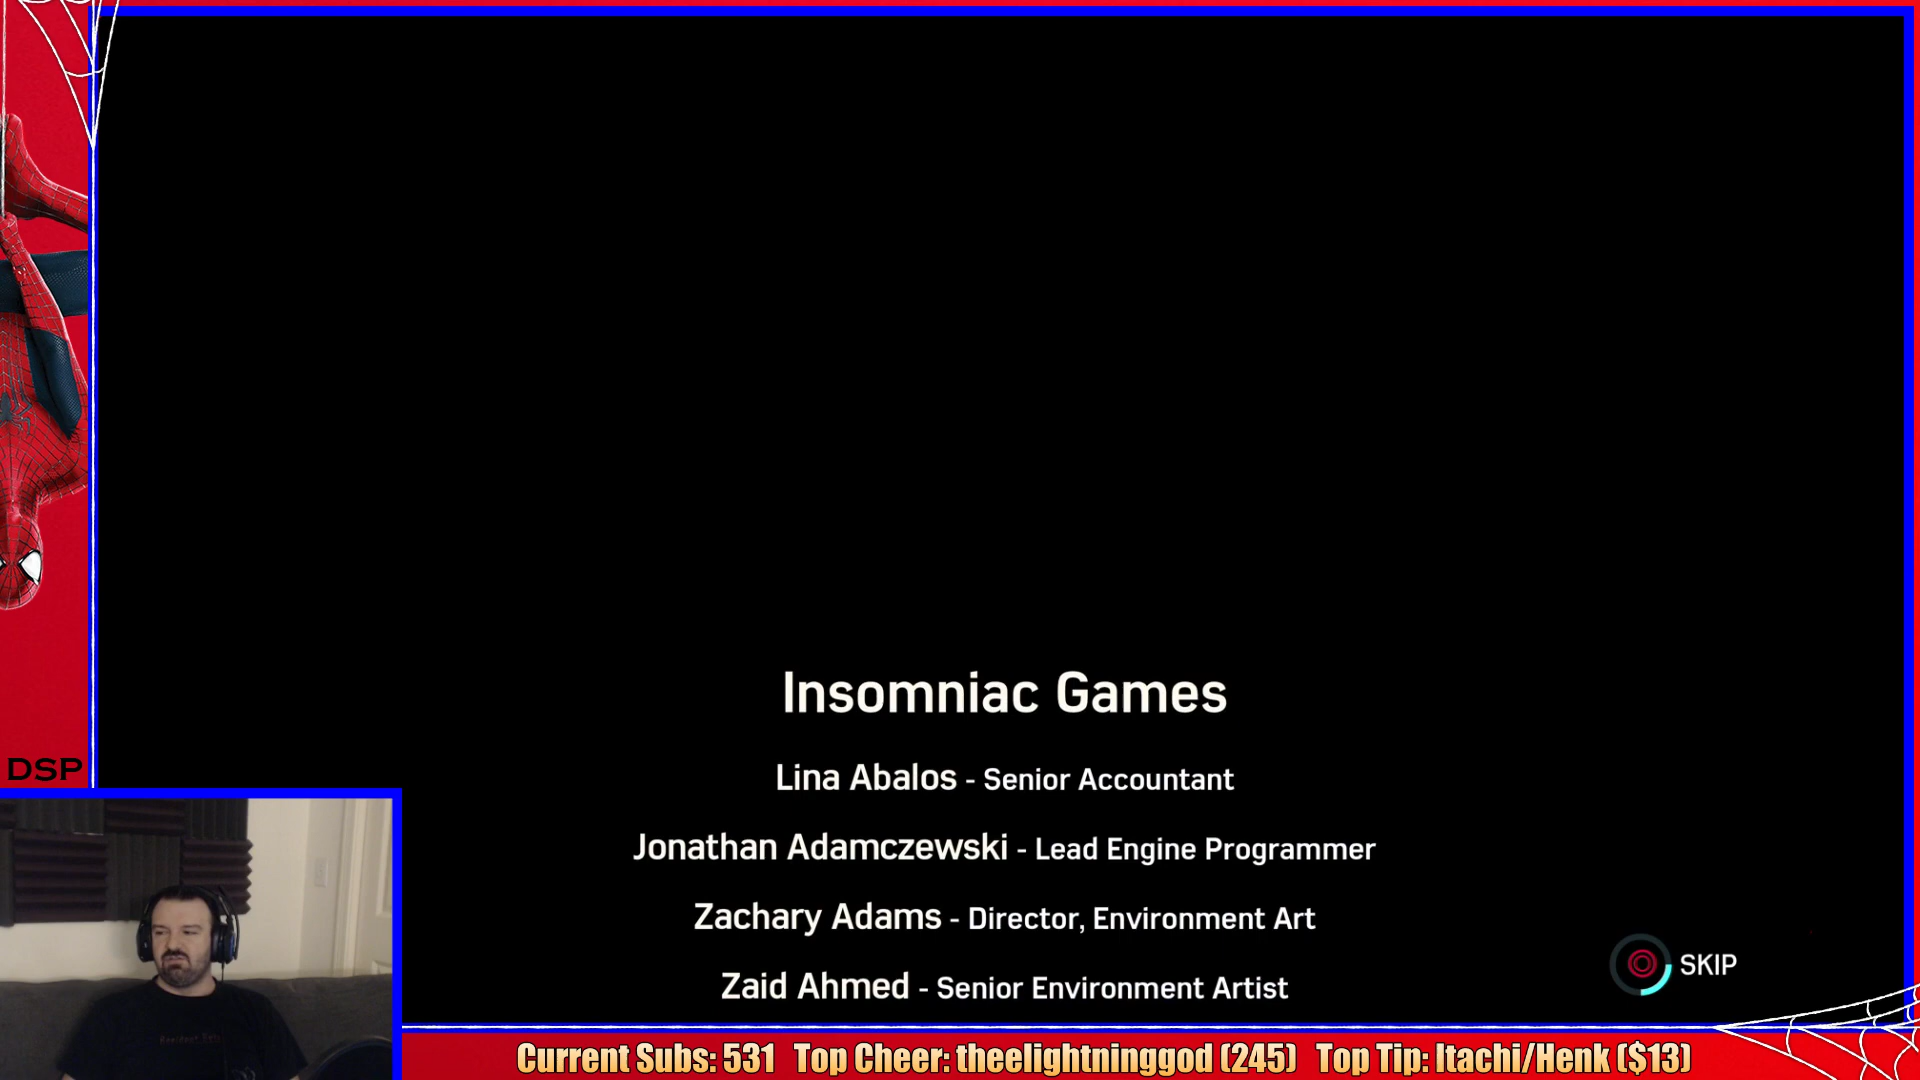 Insomniac Games
Lina Abalos - Senior Accountant
Jonathan Adamczewski - Lead Engine Programmer
Zachary Adams - Director, Environment Art
Zaid Ahmed - Senior Environment Artist
SKIP
DSP
Current Subs: 531 Top Cheer: theelightninggod (245) Top Tip: Itachi/Henk ($13)